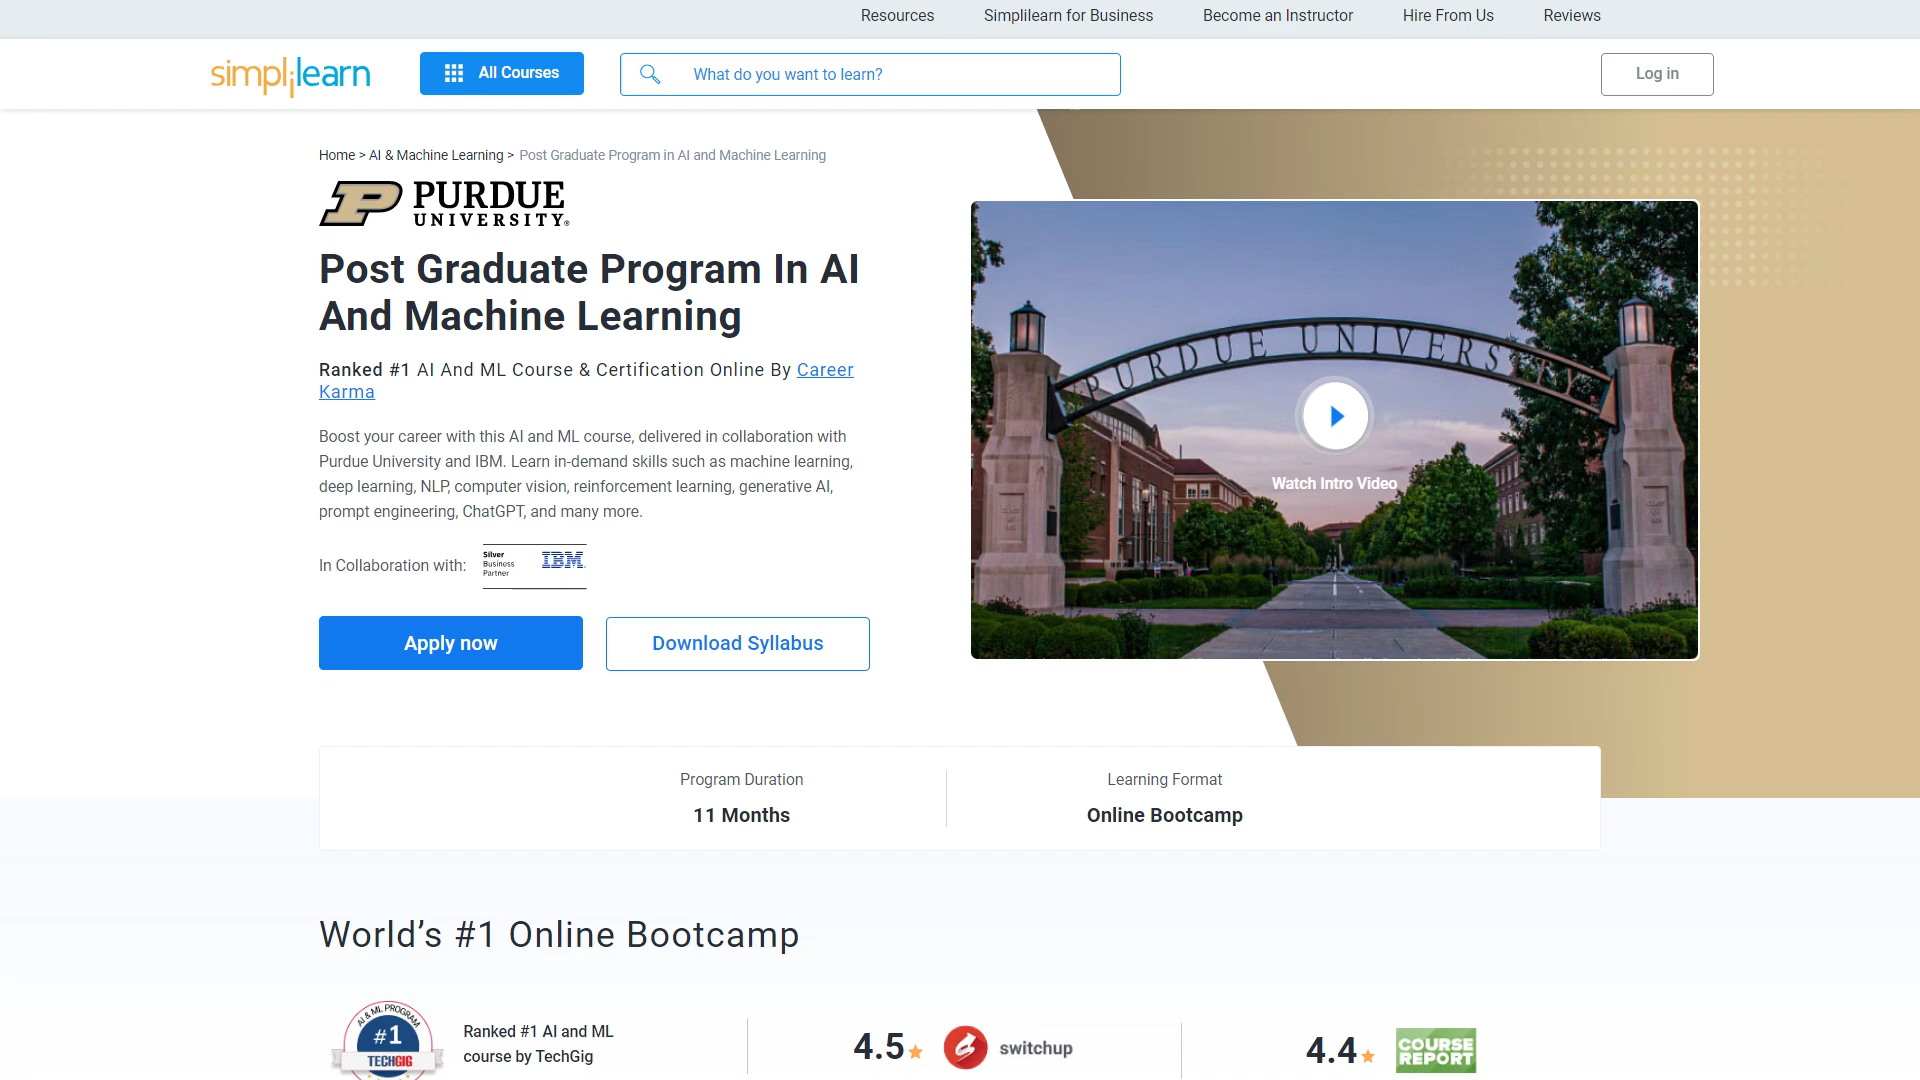 Resources Simplilearn for Business Become an Instructor Hire From Us Reviews
simplilearn All Courses What do you want to learn? Log in
Home > AI & Machine Learning > Post Graduate Program in AI and Machine Learning
PURDUE
UNIVERSITY®
Post Graduate Program In AI
And Machine Learning
Ranked #1 AI And ML Course & Certification Online By Career
Karma
Boost your career with this AI and ML course, delivered in collaboration with
Purdue University and IBM. Learn in-demand skills such as machine learning,
deep learning, NLP, computer vision, reinforcement learning, generative AI,
prompt engineering, ChatGPT, and many more.
In Collaboration with:
Silver
Business
Partner
IBM
Apply now Download Syllabus
PURDUE UNIVERSITY
Watch Intro Video
Program Duration
11 Months
Learning Format
Online Bootcamp
World’s #1 Online Bootcamp
AI & ML PROGRAM
#1
TECHGIG
Ranked #1 AI and ML
course by TechGig
4.5 switchup
4.4 COURSE
REPORT